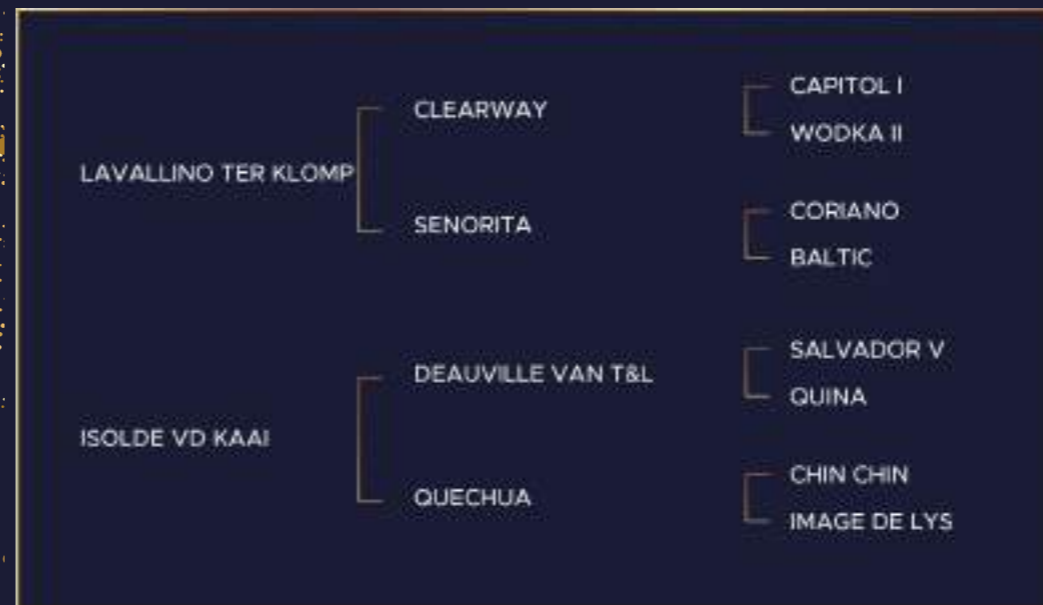 CAPITOL I
CLEARWAY
WODKA II
LAVALLINO TER KLOMP
CORIANO
SENORITA
BALTIC
SALVADOR V
DEAUVILLE VAN T&L
QUINA
ISOLDE VD KAAI
CHIN CHIN
QUECHUA
IMAGE DE LYS